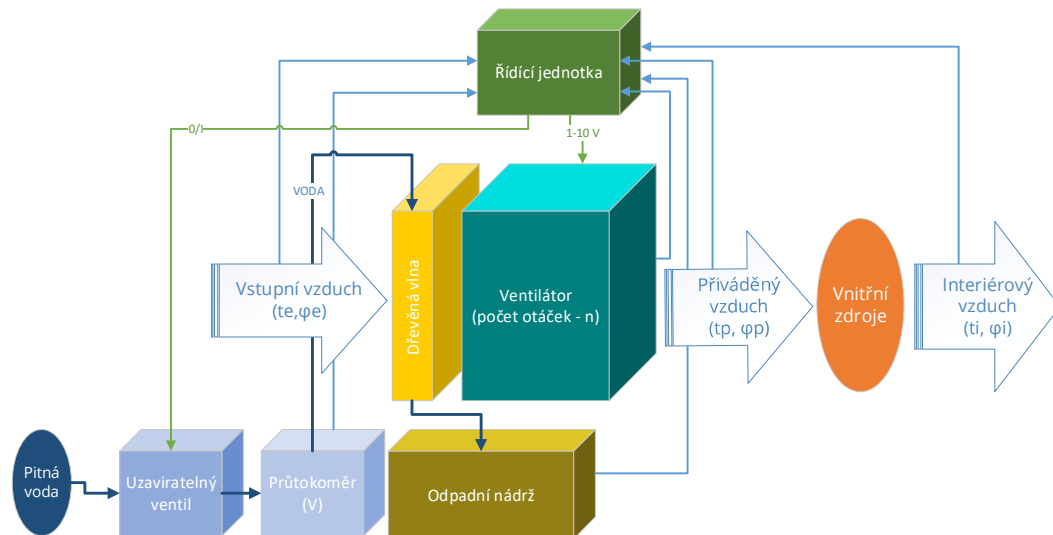 Řídící jednotka
0/I
1-10 V
VODA
Vstupní vzduch
(te,φe)
Dřevěná vlna
Ventilátor
(počet otáček - n)
Přiváděný
vzduch
(tp, φp)
Vnitřní
zdroje
Interiérový
vzduch
(ti, φi)
Pitná
voda
Uzaviratelný
ventil
Průtokoměr
(V)
Odpadní nádrž